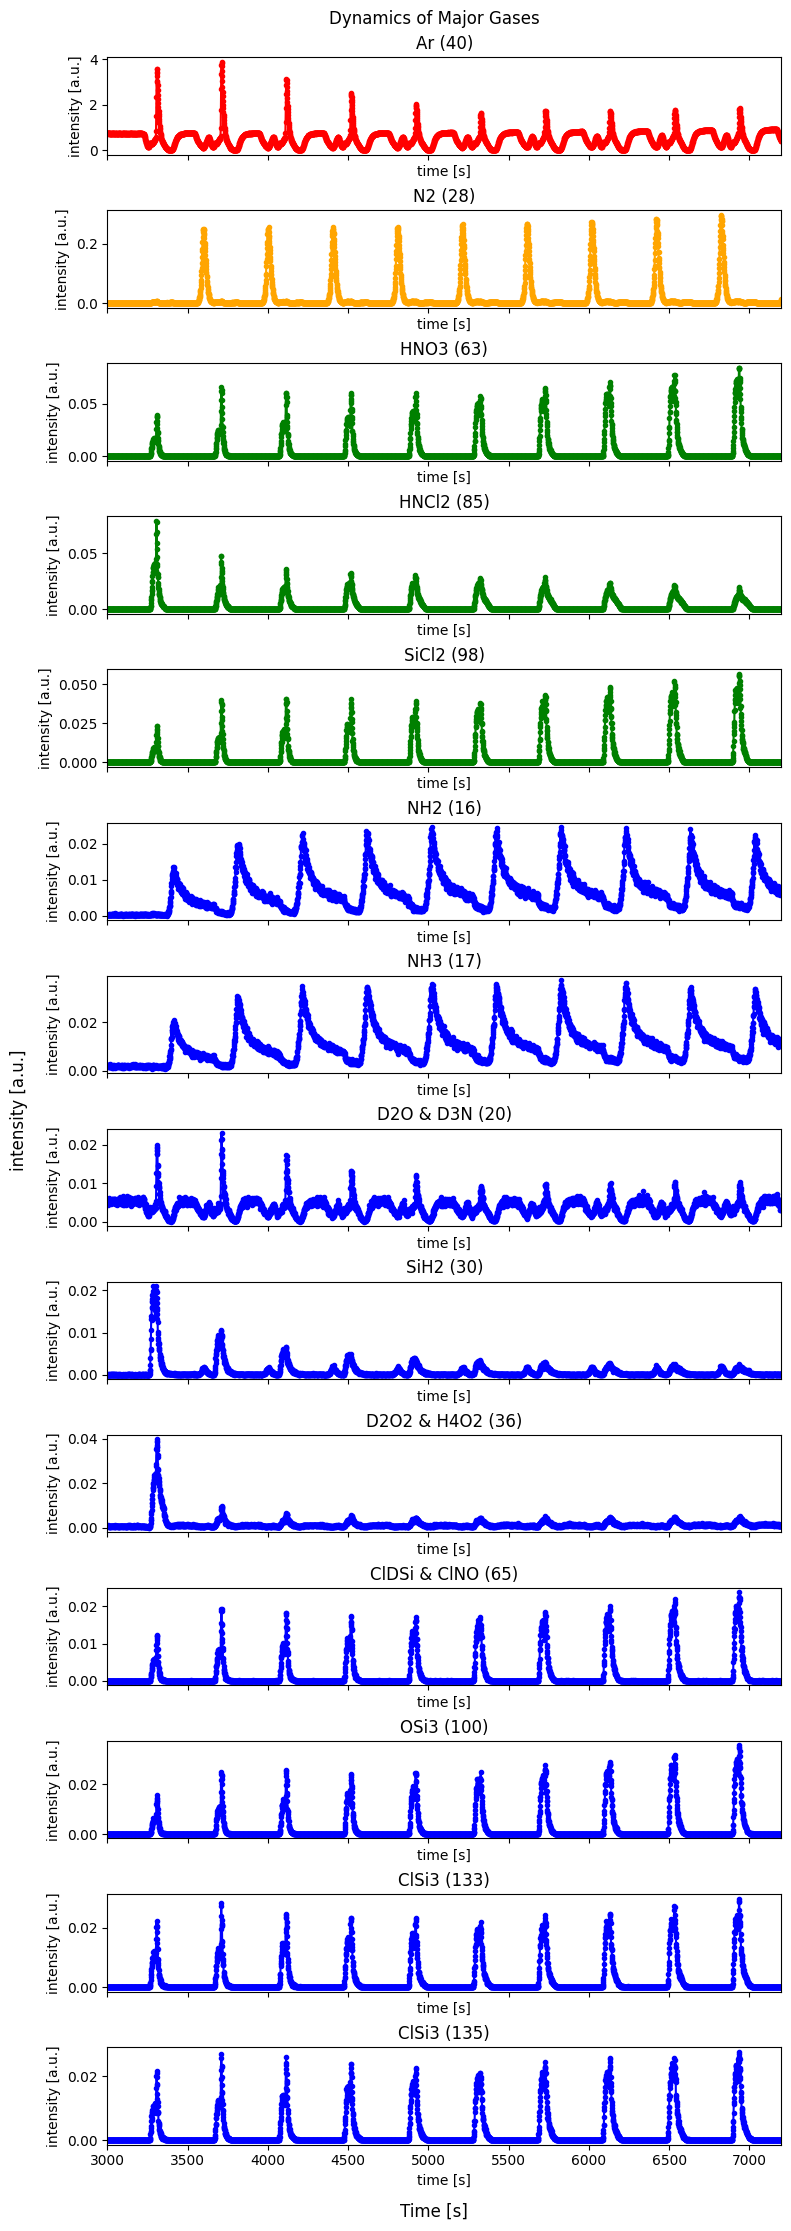 Dynamics of Major Gases
Ar (40)
intensity [a.u.]
4
2
0
time [s]
N2 (28)
intensity [a.u.]
0.2
0.0
time [s]
HNO3 (63)
intensity [a.u.]
0.05
0.00
time [s]
HNCl2 (85)
intensity [a.u.]
0.05
0.00
time [s]
SiCl2 (98)
intensity [a.u.]
0.050
0.025
0.000
time [s]
NH2 (16)
intensity [a.u.]
0.02
0.01
0.00
time [s]
NH3 (17)
intensity [a.u.]
0.02
0.00
time [s]
intensity [a.u.]
D2O & D3N (20)
intensity [a.u.]
0.02
0.01
0.00
time [s]
SiH2 (30)
intensity [a.u.]
0.02
0.01
0.00
time [s]
D2O2 & H4O2 (36)
intensity [a.u.]
0.04
0.02
0.00
time [s]
ClDSi & ClNO (65)
intensity [a.u.]
0.02
0.01
0.00
time [s]
OSi3 (100)
intensity [a.u.]
0.02
0.00
time [s]
ClSi3 (133)
intensity [a.u.]
0.02
0.00
time [s]
ClSi3 (135)
intensity [a.u.]
0.02
0.00
3000 3500 4000 4500 5000 5500 6000 6500 7000
time [s]
Time [s]